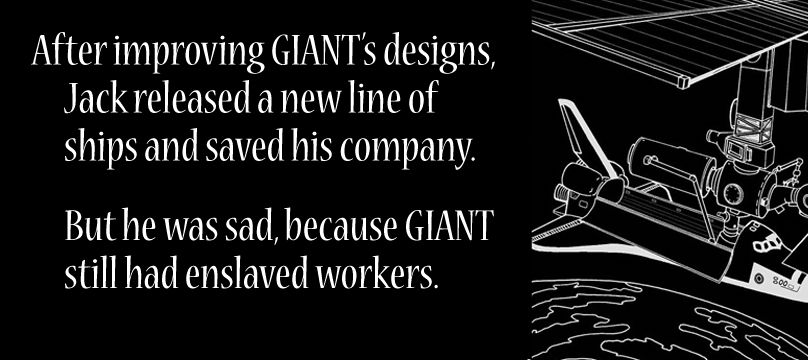 After improving GIANT's designs,
Jack released a new line of
ships and saved his company.
But he was sad, because GIANT
still had enslaved workers.